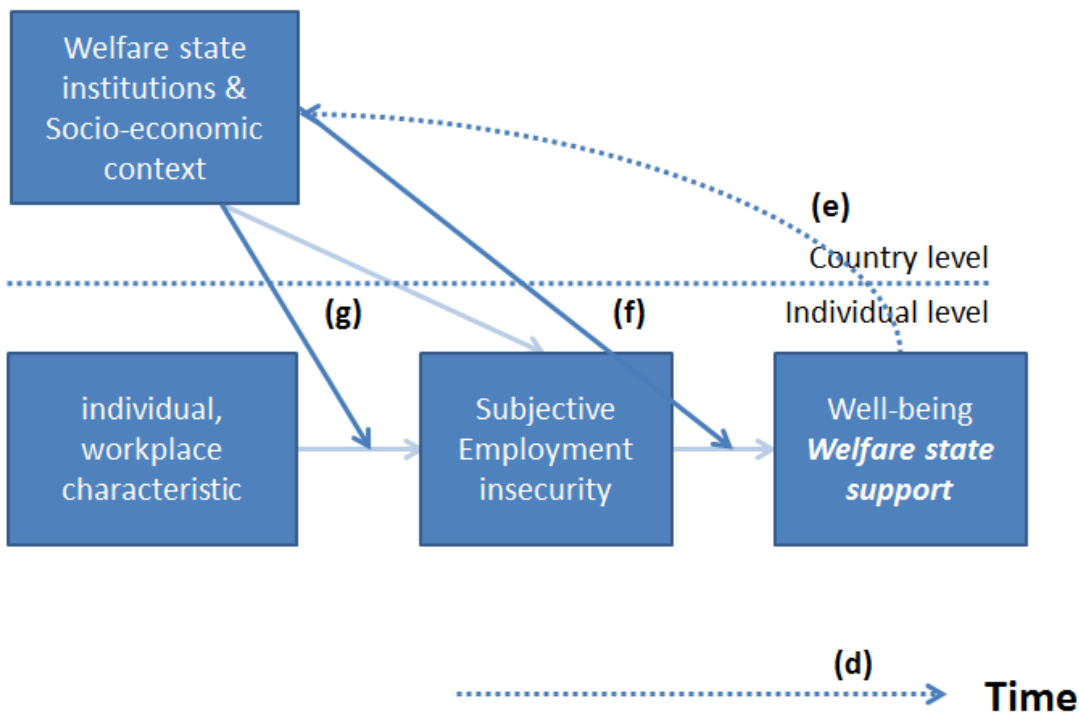 Welfare state
institutions &
Socio-economic
context
(e)
Country level
(g)
(f)
Individual level
individual,
workplace
characteristic
Subjective
Employment
insecurity
Well-being
Welfare state
support
(d)
Time